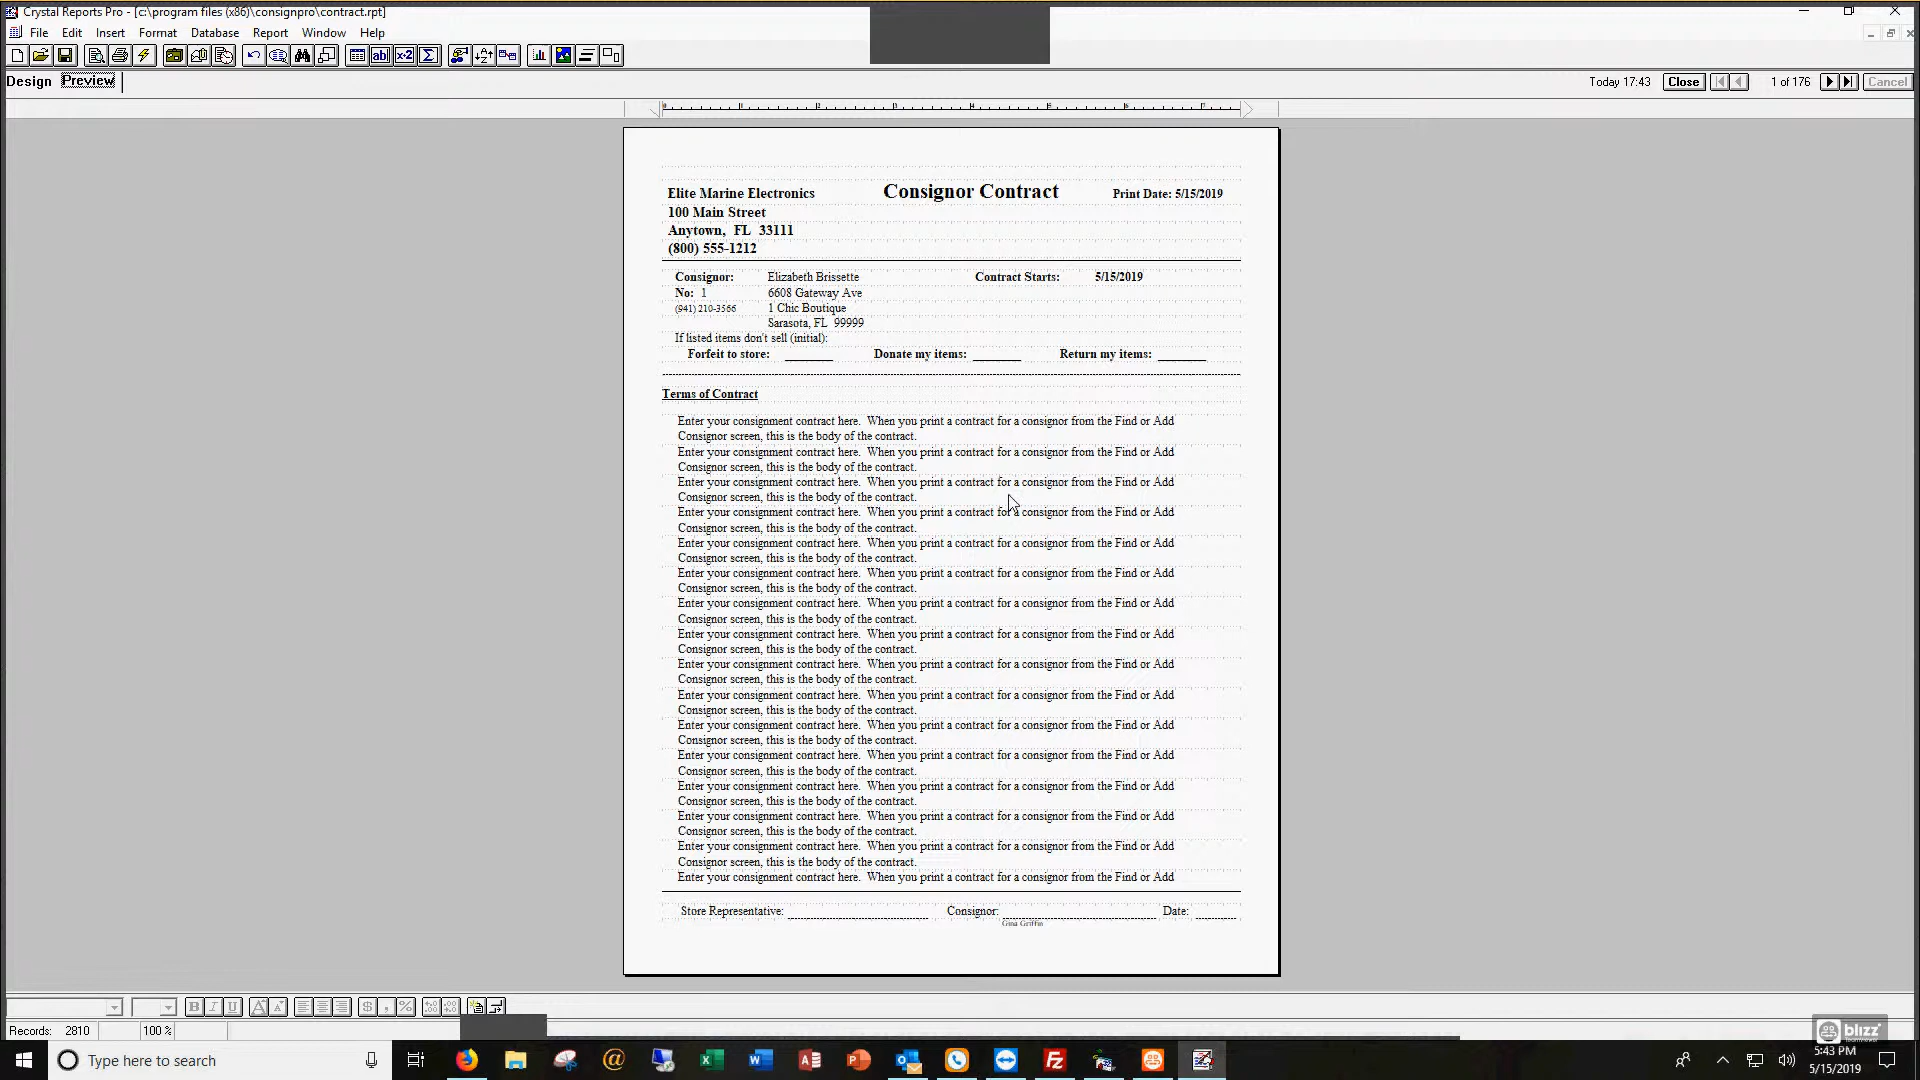 Crystal Reports Pro - [c:\program files (x86)\consignpro\contract.rpt]
File Edit Insert Format Database Report Window Help
Design Preview Today 17:43 Close 1 of 176 Cancel
Elite Marine Electronics Consignor Contract Print Date: 5/15/2019
100 Main Street
Anytown, FL 33111
(800) 555-1212
Consignor: Elizabeth Brissette Contract Starts: 5/15/2019
No: 1 6608 Gateway Ave
(941) 210-3566 1 Chic Boutique
Sarasota, FL 99999
If listed items don't sell (initial):
Forfeit to store: ________ Donate my items: ________ Return my items: ________
Terms of Contract
Enter your consignment contract here. When you print a contract for a consignor from the Find or Add
Consignor screen, this is the body of the contract.
Enter your consignment contract here. When you print a contract for a consignor from the Find or Add
Consignor screen, this is the body of the contract.
Enter your consignment contract here. When you print a contract for a consignor from the Find or Add
Consignor screen, this is the body of the contract.
Enter your consignment contract here. When you print a contract for a consignor from the Find or Add
Consignor screen, this is the body of the contract.
Enter your consignment contract here. When you print a contract for a consignor from the Find or Add
Consignor screen, this is the body of the contract.
Enter your consignment contract here. When you print a contract for a consignor from the Find or Add
Consignor screen, this is the body of the contract.
Enter your consignment contract here. When you print a contract for a consignor from the Find or Add
Consignor screen, this is the body of the contract.
Enter your consignment contract here. When you print a contract for a consignor from the Find or Add
Consignor screen, this is the body of the contract.
Enter your consignment contract here. When you print a contract for a consignor from the Find or Add
Consignor screen, this is the body of the contract.
Enter your consignment contract here. When you print a contract for a consignor from the Find or Add
Consignor screen, this is the body of the contract.
Enter your consignment contract here. When you print a contract for a consignor from the Find or Add
Consignor screen, this is the body of the contract.
Enter your consignment contract here. When you print a contract for a consignor from the Find or Add
Consignor screen, this is the body of the contract.
Enter your consignment contract here. When you print a contract for a consignor from the Find or Add
Consignor screen, this is the body of the contract.
Enter your consignment contract here. When you print a contract for a consignor from the Find or Add
Consignor screen, this is the body of the contract.
Enter your consignment contract here. When you print a contract for a consignor from the Find or Add
Consignor screen, this is the body of the contract.
Enter your consignment contract here. When you print a contract for a consignor from the Find or Add
Store Representative: Consignor: Date:
Gina Griffin
Records: 2810 100 %
blizz
Type here to search
5:43 PM
5/15/2019